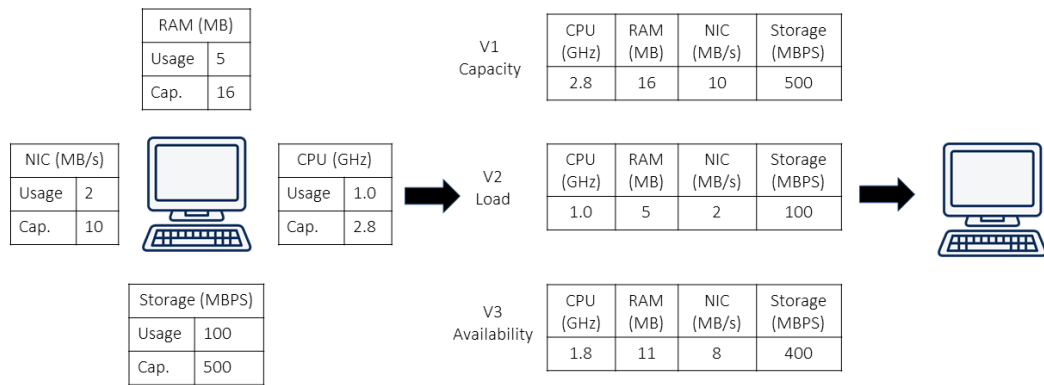 RAM (MB)
Usage 5
Cap. 16
NIC (MB/s)
Usage 2
Cap. 10
CPU (GHz)
Usage 1.0
Cap. 2.8
Storage (MBPS)
Usage 100
Cap. 500
V1
Capacity
CPU RAM NIC Storage
(GHz) (MB) (MB/s) (MBPS)
2.8 16 10 500
V2
Load
CPU RAM NIC Storage
(GHz) (MB) (MB/s) (MBPS)
1.0 5 2 100
V3
Availability
CPU RAM NIC Storage
(GHz) (MB) (MB/s) (MBPS)
1.8 11 8 400